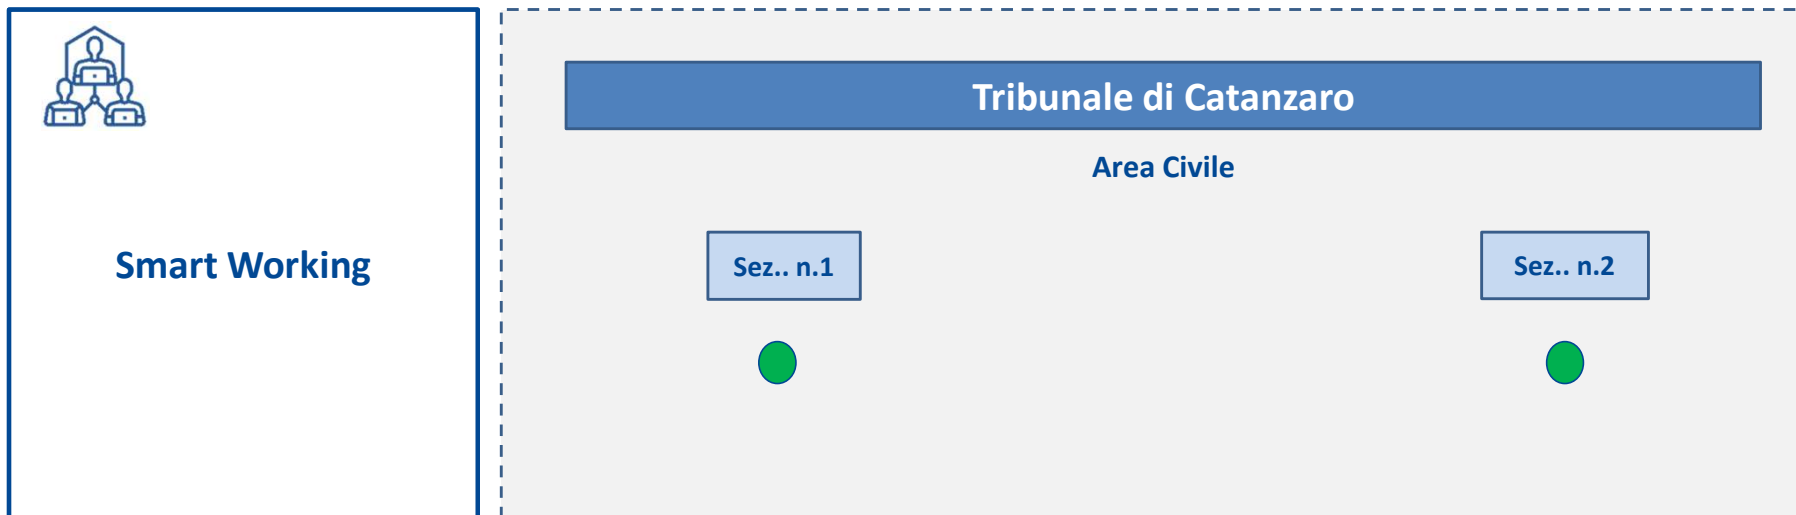 Smart Working
Tribunale di Catanzaro
Area Civile
Sez.. n.1
Sez.. n.2